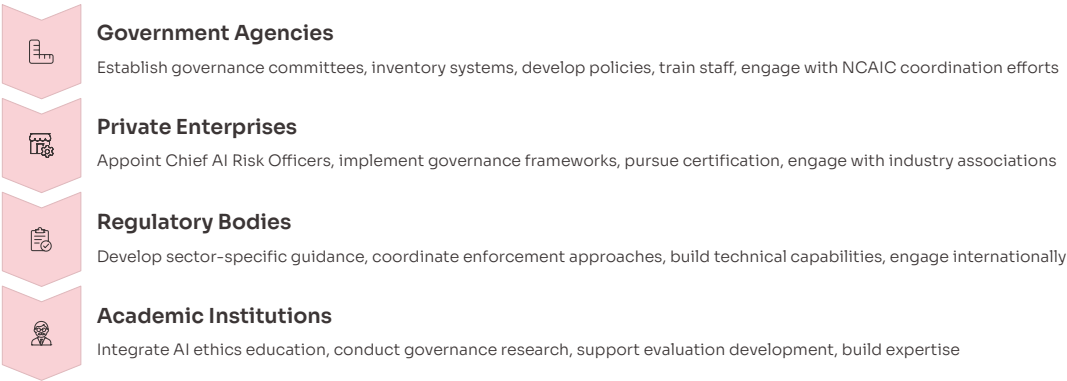 Government Agencies
Establish governance committees, inventory systems, develop policies, train staff, engage with NCAIC coordination efforts
Private Enterprises
Appoint Chief AI Risk Officers, implement governance frameworks, pursue certification, engage with industry associations
Regulatory Bodies
Develop sector-specific guidance, coordinate enforcement approaches, build technical capabilities, engage internationally
Academic Institutions
Integrate AI ethics education, conduct governance research, support evaluation development, build expertise